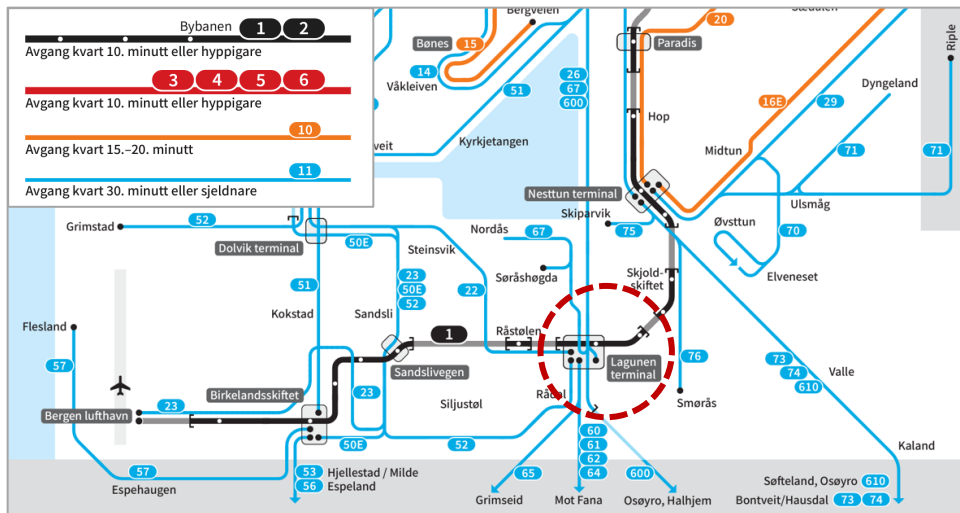 Bybanen 1 2
Avgang kvart 10. minutt eller hyppigare
3 4 5 6
Avgang kvart 10. minutt eller hyppigare
10
Avgang kvart 15.–20. minutt
11
Avgang kvart 30. minutt eller sjeldnare
Bergveien
Bønes 15
14
Våkleiven
51
veit
Kyrkjetangen
26
67
600
20
Paradis
Hop
16E
29
Dyngeland
Riple
Midtun
71
71
Nesttun terminal
Skiparvik
75
Ulsmåg
Øvsttun
70
Elveneset
Grimstad
52
Dolvik terminal
50E
Steinsvik
Nordås
67
Søråshøgda
Skjold-
skiftet
51
23
50E
52
22
Kokstad
Sandsli
Flesland
57
1
Råstølen
Sandslivegen
Lagunen
terminal
76
Smørås
73
74
610
Valle
Birkelandsskiftet
23
23
Bergen lufthavn
Siljustøl
Rådal
50E
52
60
61
62
64
Kaland
57
Espehaugen
53 Hjellestad / Milde
56 Espeland
65
600
Grimseid
Mot Fana
Osøyro, Halhjem
Søfteland, Osøyro 610
Bontveit/Hausdal 73 74